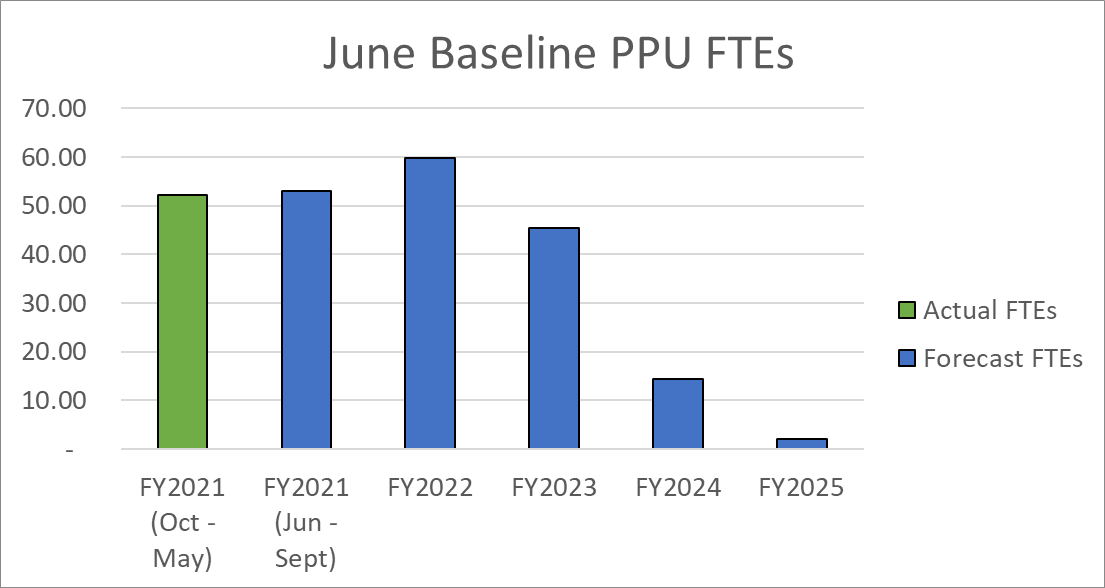 June Baseline PPU FTEs
70.00
60.00
50.00
40.00
30.00
20.00
10.00
-
FY2021
(Oct -
May)
FY2021
(Jun -
Sept)
FY2022
FY2023
FY2024
FY2025
Actual FTEs
Forecast FTEs